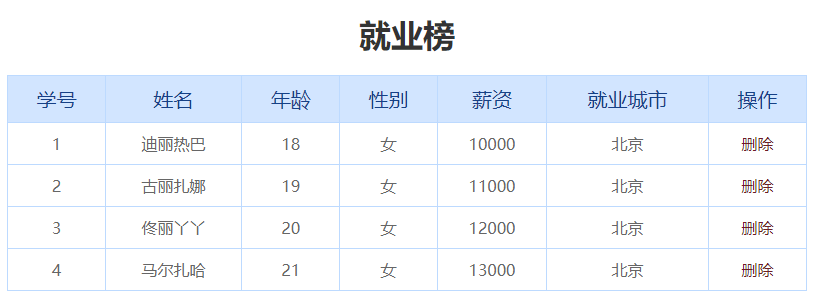 就业榜
学号 姓名 年龄 性别 薪资 就业城市 操作
1 迪丽热巴 18 女 10000 北京 删除
2 古丽扎娜 19 女 11000 北京 删除
3 佟丽丫丫 20 女 12000 北京 删除
4 马尔扎哈 21 女 13000 北京 删除